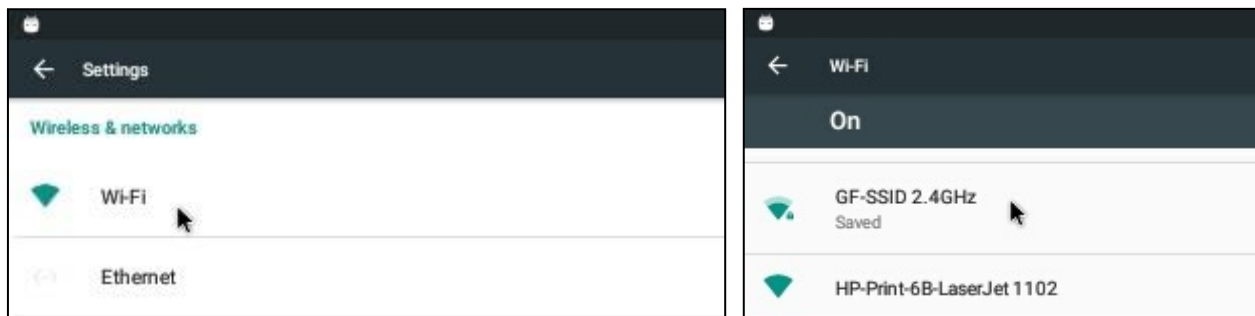 Settings
Wireless & networks
Wi-Fi
Ethernet
Wi-Fi
On
GF-SSID 2.4GHz
Saved
HP-Print-6B-LaserJet 1102